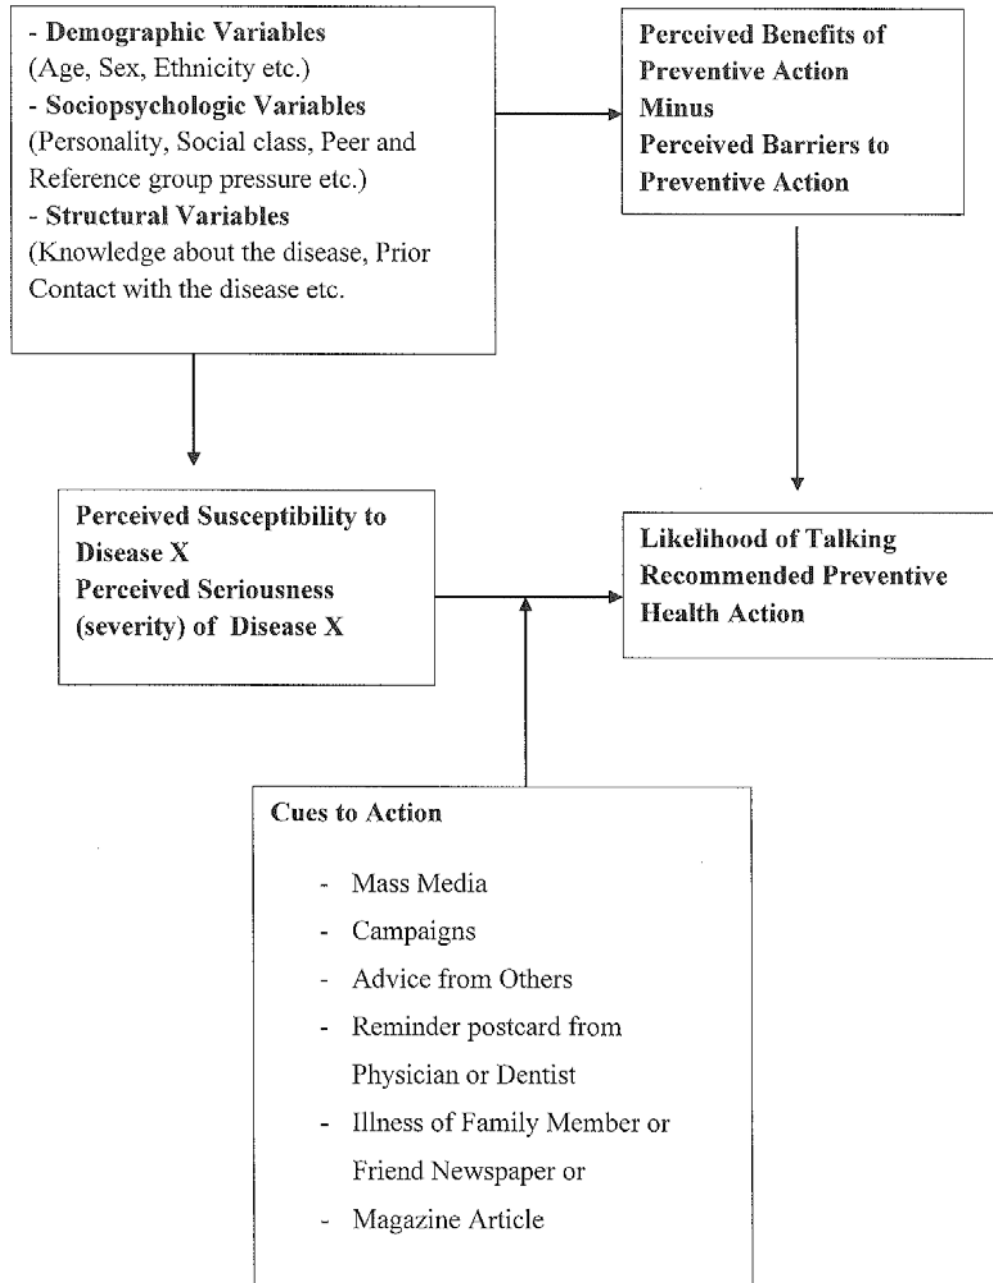 - Demographic Variables
(Age, Sex, Ethnicity etc.)
- Sociopsychologic Variables
(Personality, Social class, Peer and
Reference group pressure etc.)
- Structural Variables
(Knowledge about the disease, Prior
Contact with the disease etc.
Perceived Benefits of
Preventive Action
Minus
Perceived Barriers to
Preventive Action
Perceived Susceptibility to
Disease X
Perceived Seriousness
(severity) of Disease X
Likelihood of Talking
Recommended Preventive
Health Action
Cues to Action
- Mass Media
- Campaigns
- Advice from Others
- Reminder postcard from
Physician or Dentist
- Illness of Family Member or
Friend Newspaper or
- Magazine Article